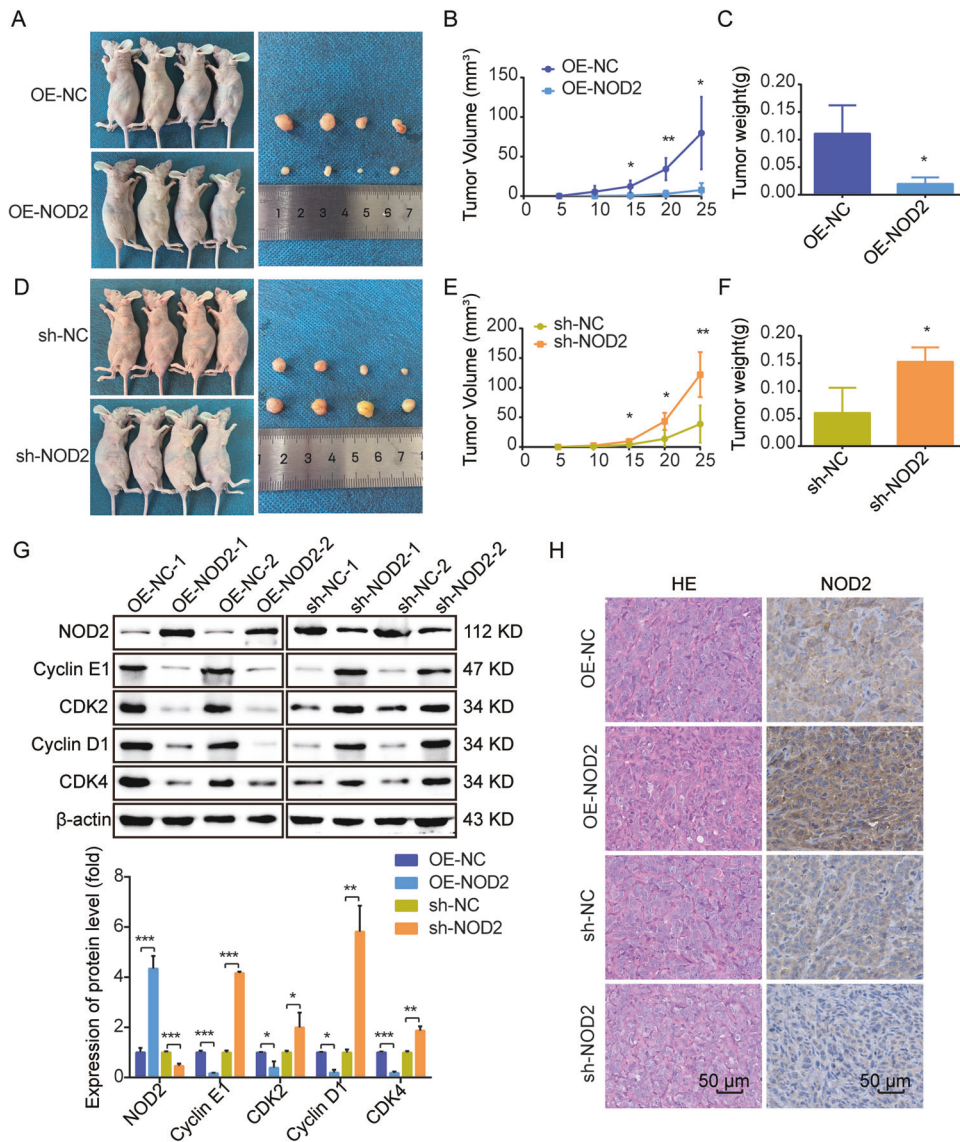 A
OE-NC
OE-NOD2
1 2 3 4 5 6 7
B
Tumor Volume (mm³)
OE-NC
OE-NOD2
150
100
50
0
* ** *
0 5 10 15 20 25
C
Tumor weight(g)
0.20
0.15
0.10
0.05
0.00
*
OE-NC OE-NOD2
D
sh-NC
sh-NOD2
1 2 3 4 5 6 7
E
Tumor Volume (mm³)
sh-NC
sh-NOD2
200
150
100
50
0
* * **
0 5 10 15 20 25
F
Tumor weight(g)
0.20
0.15
0.10
0.05
0.00
*
sh-NC sh-NOD2
G
OE-NC-1 OE-NOD2-1 OE-NC-2 OE-NOD2-2 sh-NC-1 sh-NOD2-1 sh-NC-2 sh-NOD2-2
NOD2 112 KD
Cyclin E1 47 KD
CDK2 34 KD
Cyclin D1 34 KD
CDK4 34 KD
β-actin 43 KD
Expression of protein level (fold)
OE-NC
OE-NOD2
sh-NC
sh-NOD2
8
6
4
2
0
*** *** *** *** * * * ** *** **
NOD2 Cyclin E1 CDK2 Cyclin D1 CDK4
H
HE NOD2
OE-NC
OE-NOD2
sh-NC
sh-NOD2
50 µm 50 µm